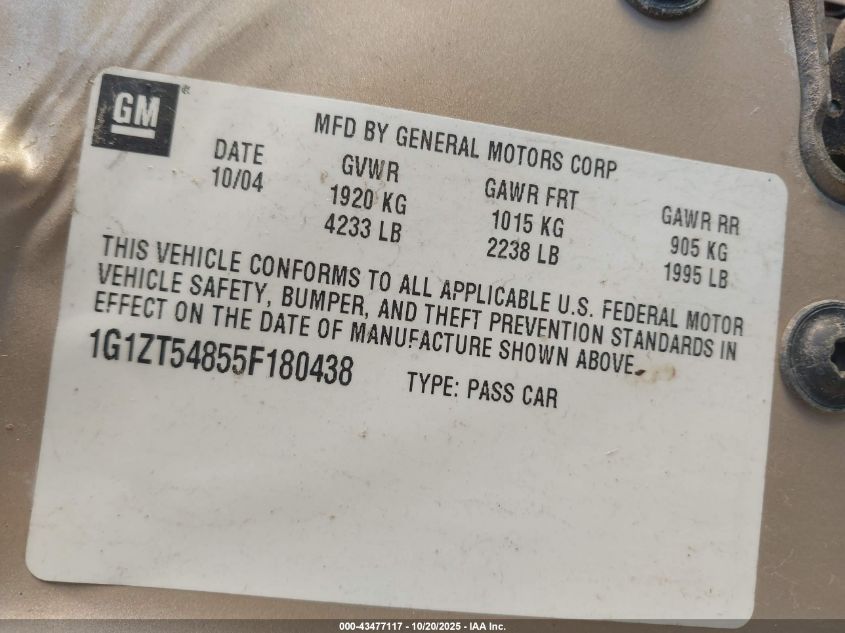 GM
MFD BY GENERAL MOTORS CORP
DATE GVWR GAWR FRT GAWR RR
10/04 1920 KG 1015 KG 905 KG
4233 LB 2238 LB 1995 LB
THIS VEHICLE CONFORMS TO ALL APPLICABLE U.S. FEDERAL MOTOR
VEHICLE SAFETY, BUMPER, AND THEFT PREVENTION STANDARDS IN
EFFECT ON THE DATE OF MANUFACTURE SHOWN ABOVE.
1G1ZT54855F180438 TYPE: PASS CAR
000-43477117 - 10/20/2025 - IAA Inc.